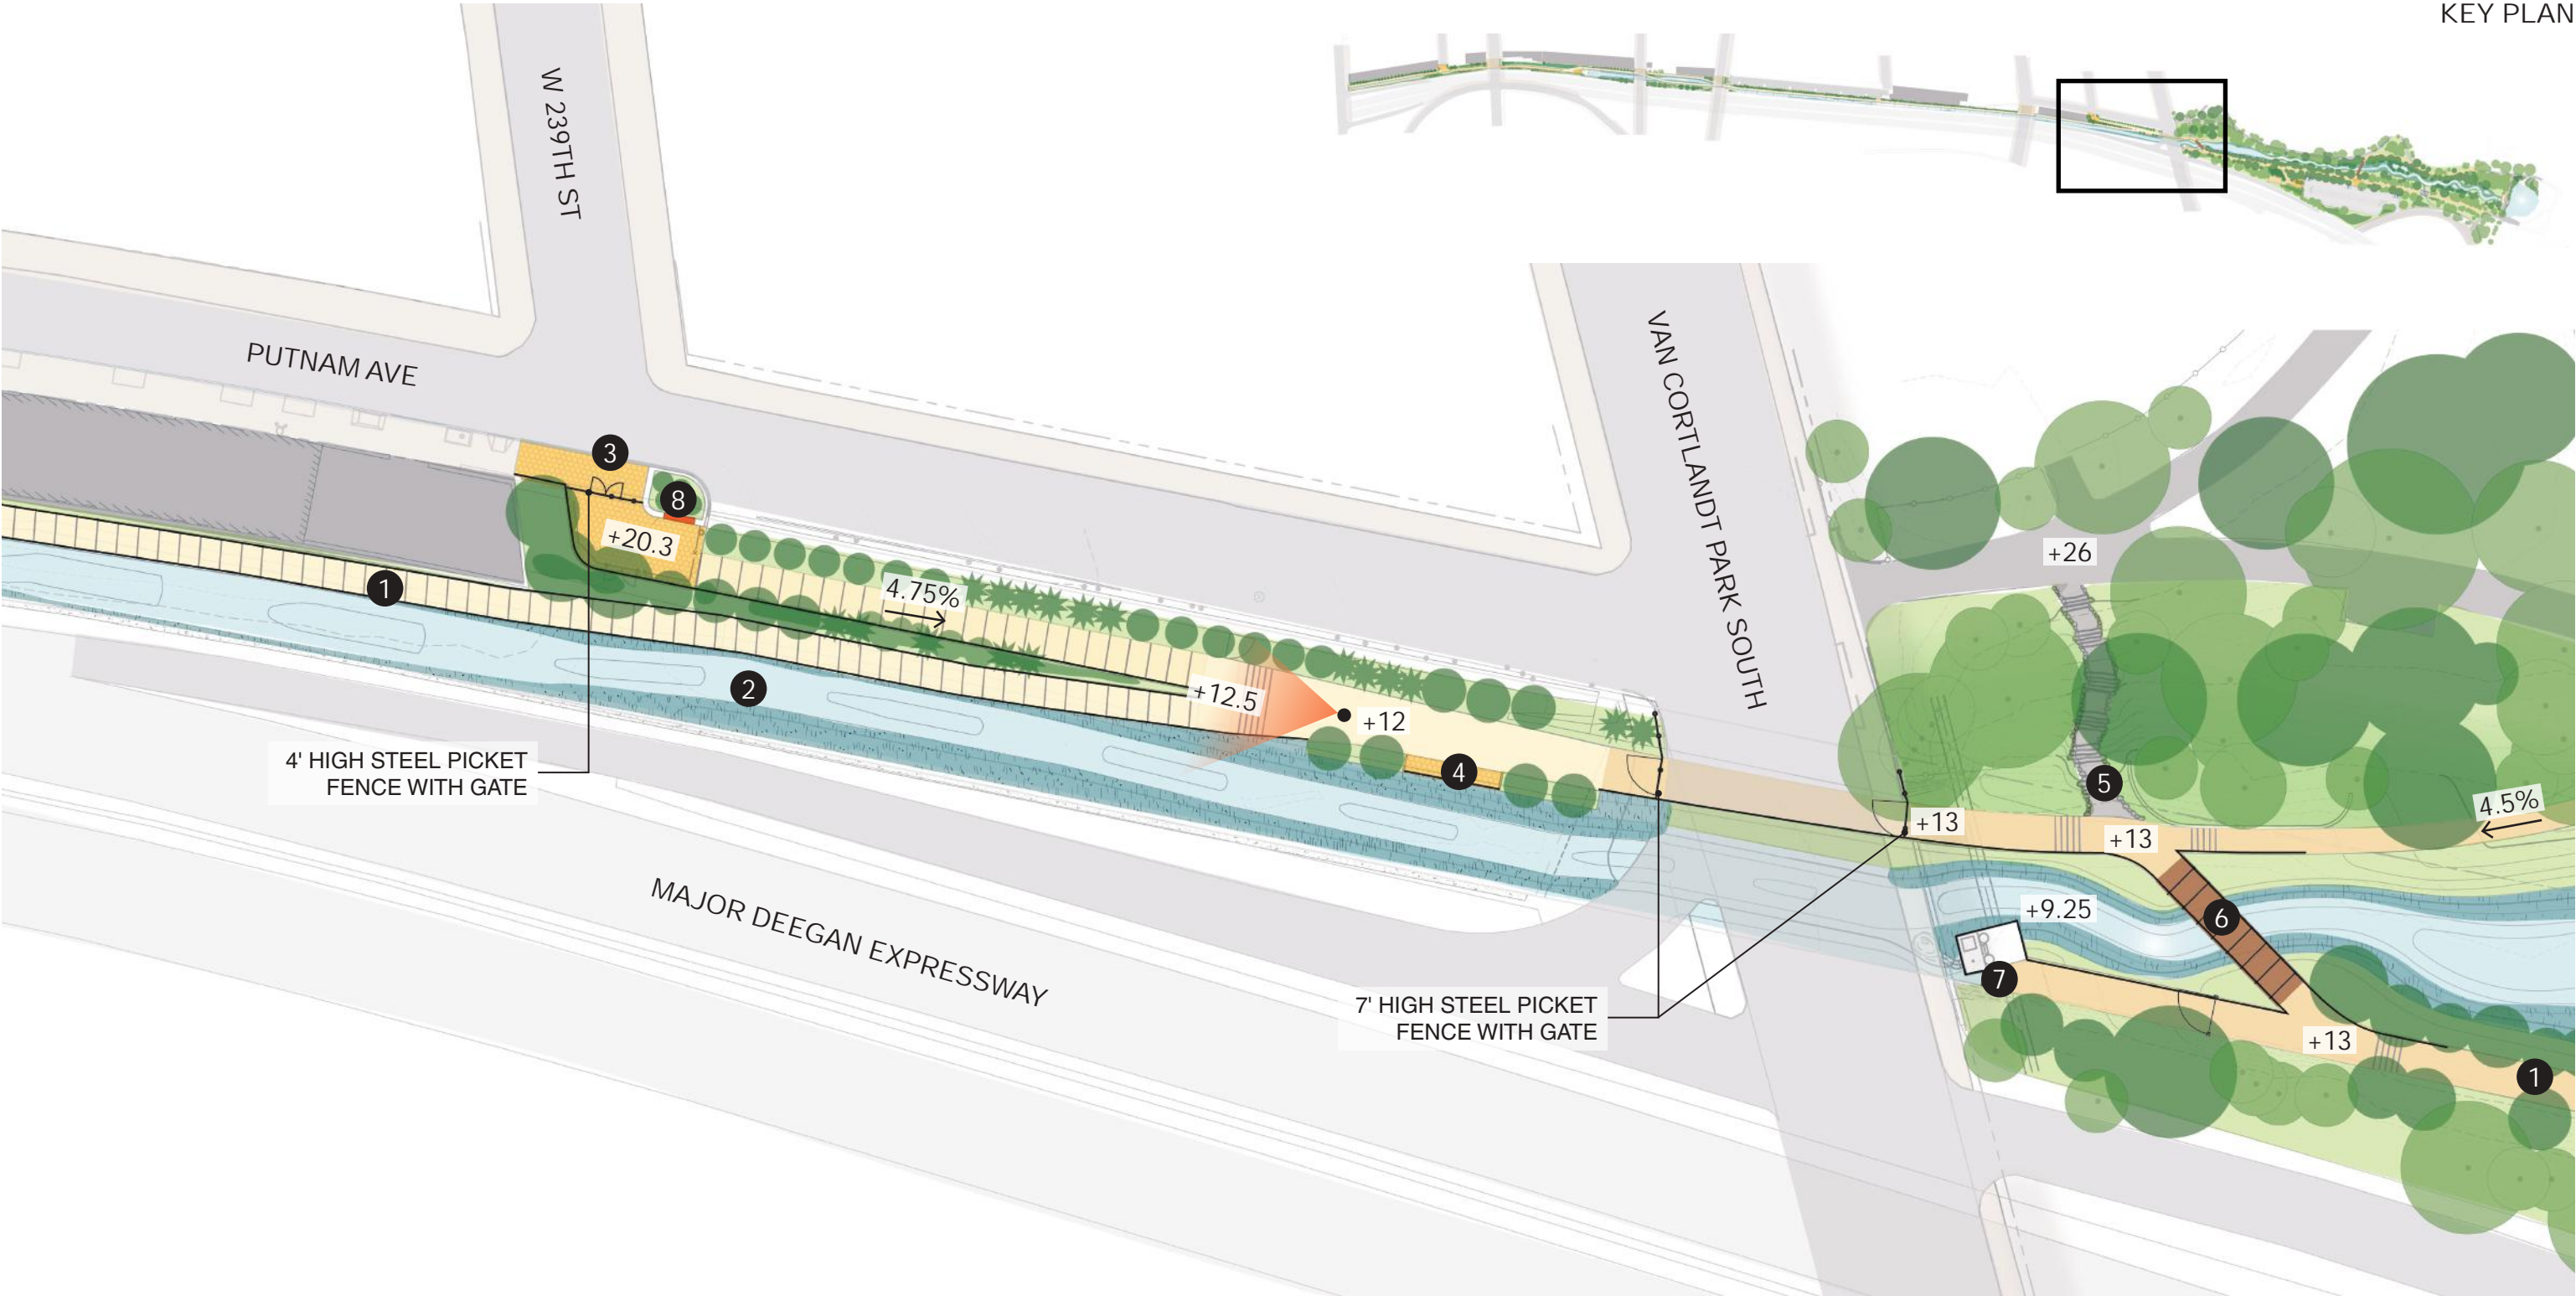 KEY PLAN
W 239TH ST
PUTNAM AVE
VAN CORTLANDT PARK SOUTH
3
8
+20.3
+26
1
4.75%
2
+12.5
+12
4
5
4.5%
4' HIGH STEEL PICKET
FENCE WITH GATE
+13
+13
MAJOR DEEGAN EXPRESSWAY
+9.25
6
7
7' HIGH STEEL PICKET
FENCE WITH GATE
+13
1